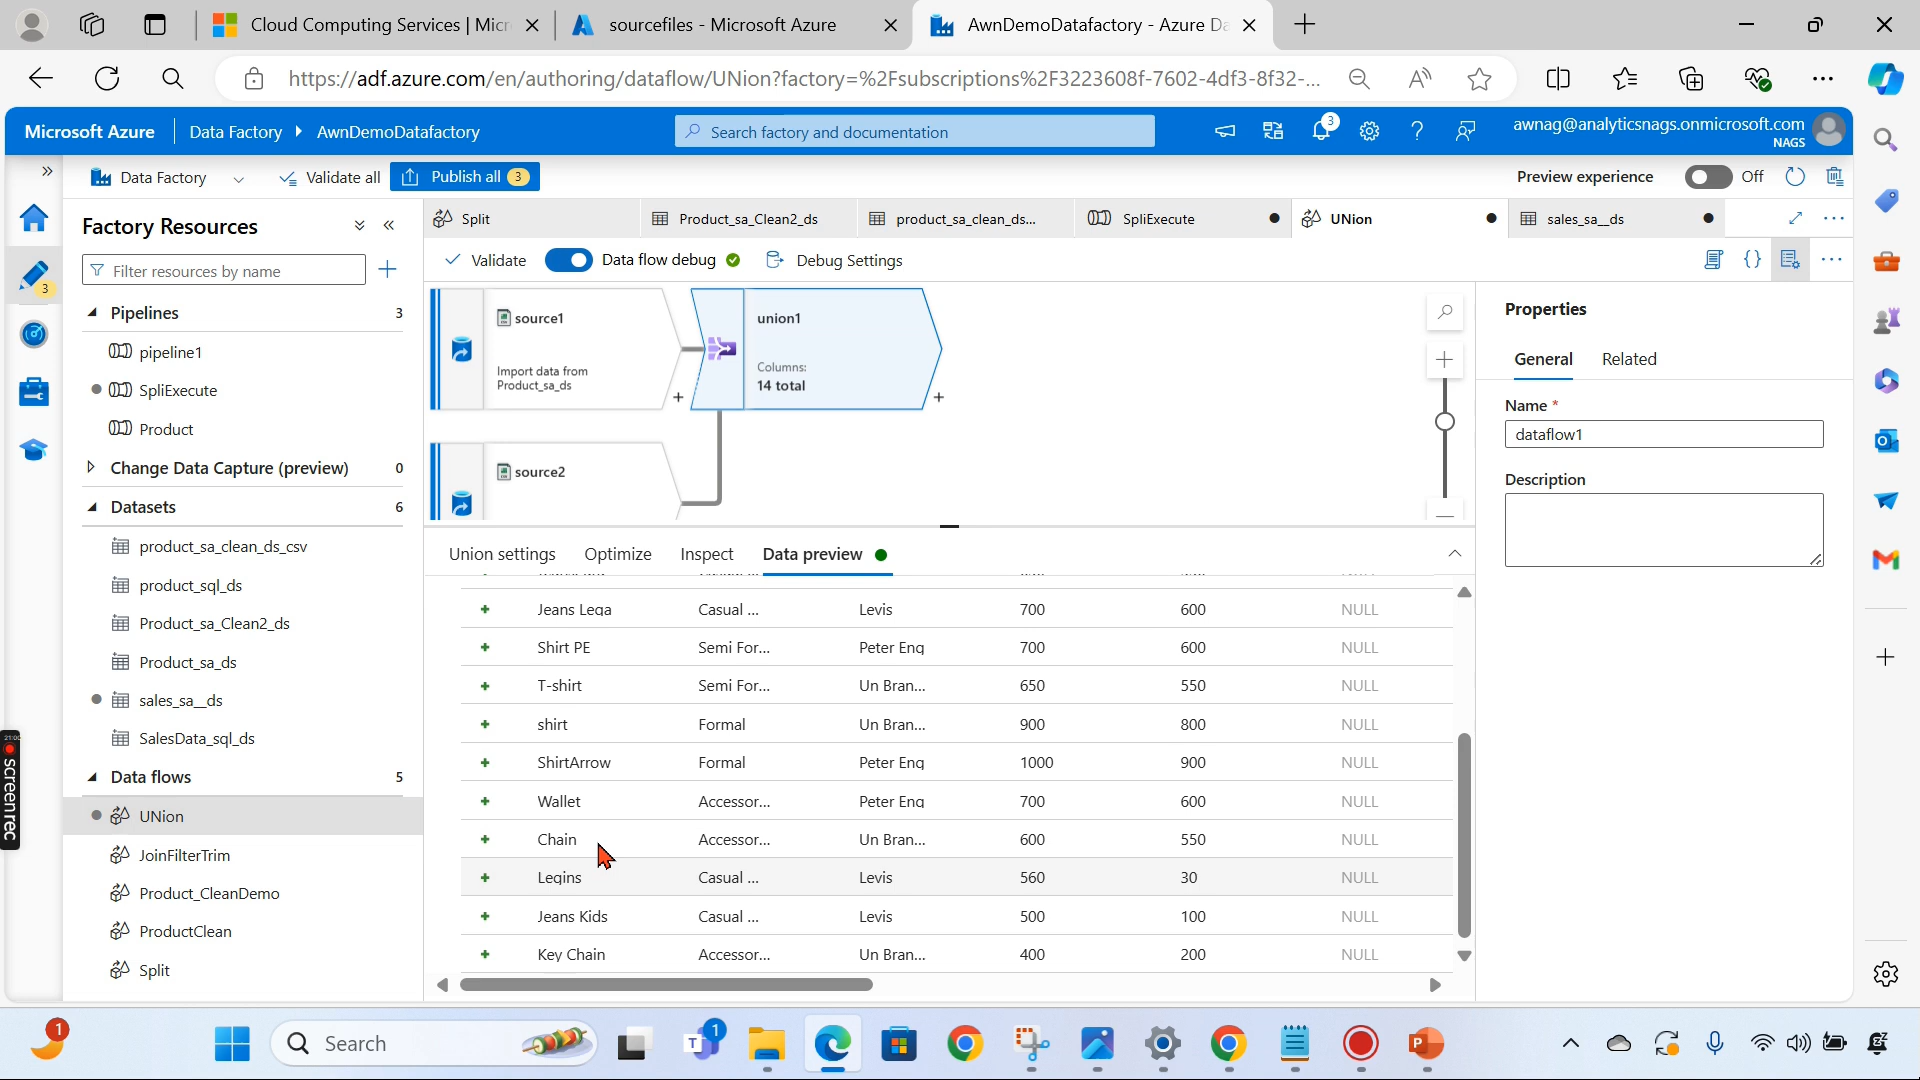 Cloud Computing Services | Micr
sourcefiles - Microsoft Azure
AwnDemoDatafactory - Azure Da
https://adf.azure.com/en/authoring/dataflow/UNion?factory=%2Fsubscriptions%2F3223608f-7602-4df3-8f32-...
Microsoft Azure
Data Factory
AwnDemoDatafactory
Search factory and documentation
3
awnag@analyticsnags.onmicrosoft.com
NAGS
Data Factory
Validate all
Publish all 3
Preview experience
Off
Factory Resources
Split
Product_sa_Clean2_ds
product_sa_clean_ds...
SpliExecute
UNion
sales_sa__ds
Filter resources by name
Validate
Data flow debug
Debug Settings
3
Pipelines 3
pipeline1
SpliExecute
Product
Change Data Capture (preview) 0
Datasets 6
product_sa_clean_ds_csv
product_sql_ds
Product_sa_Clean2_ds
Product_sa_ds
sales_sa__ds
SalesData_sql_ds
Data flows 5
UNion
JoinFilterTrim
Product_CleanDemo
ProductClean
Split
source1
Import data from
Product_sa_ds
union1
Columns:
14 total
source2
Properties
General
Related
Name *
dataflow1
Description
Union settings
Optimize
Inspect
Data preview
Jeans Lega Casual ... Levis 700 600 NULL
Shirt PE Semi For... Peter Eng 700 600 NULL
T-shirt Semi For... Un Bran... 650 550 NULL
shirt Formal Un Bran... 900 800 NULL
ShirtArrow Formal Peter Eng 1000 900 NULL
Wallet Accessor... Peter Eng 700 600 NULL
Chain Accessor... Un Bran... 600 550 NULL
Legins Casual ... Levis 560 30 NULL
Jeans Kids Casual ... Levis 500 100 NULL
Key Chain Accessor... Un Bran... 400 200 NULL
screenrec
1
Search
1